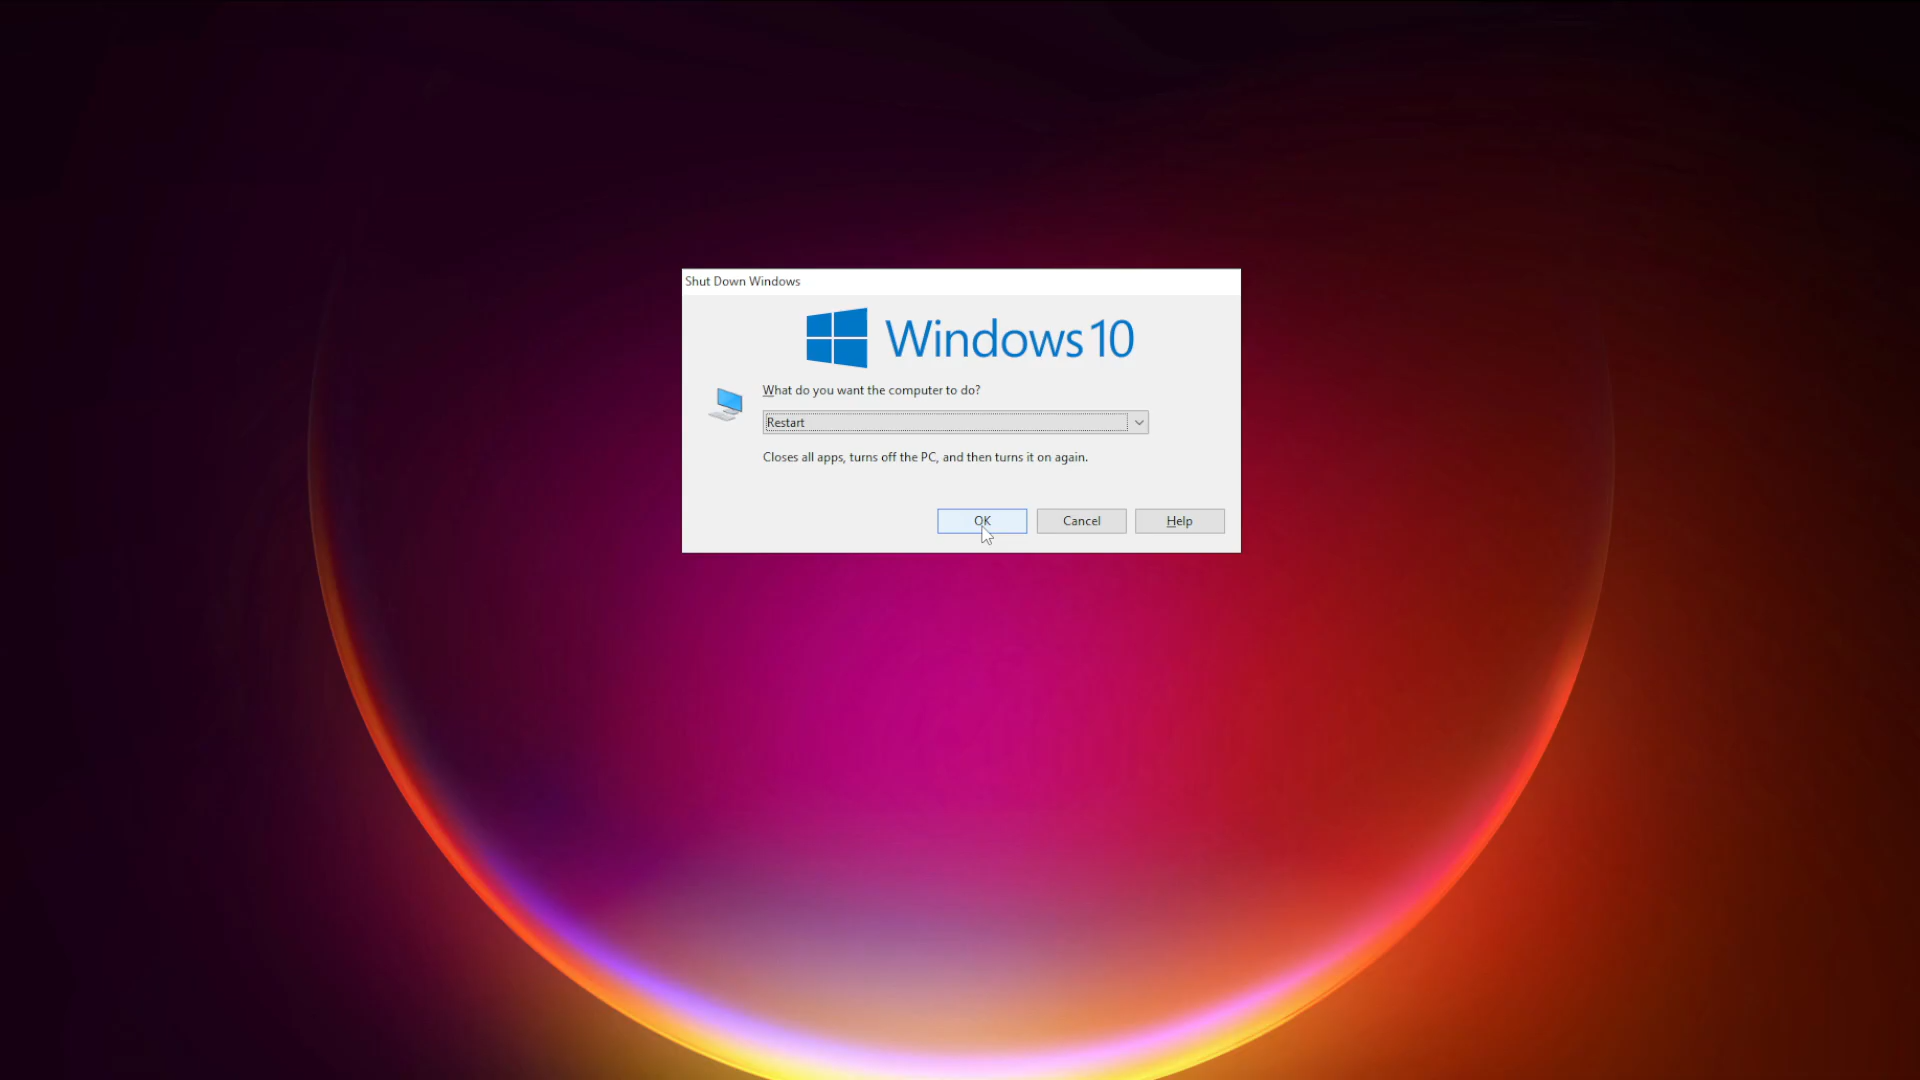 Shut Down Windows
Windows 10
What do you want the computer to do?
Restart
Closes all apps, turns off the PC, and then turns it on again.
OK Cancel Help